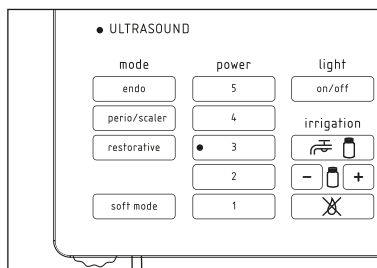 ULTRASOUND
mode power light
endo 5 on/off
perio/scaler 4
irrigation
restorative 3
2 - +
soft mode 1